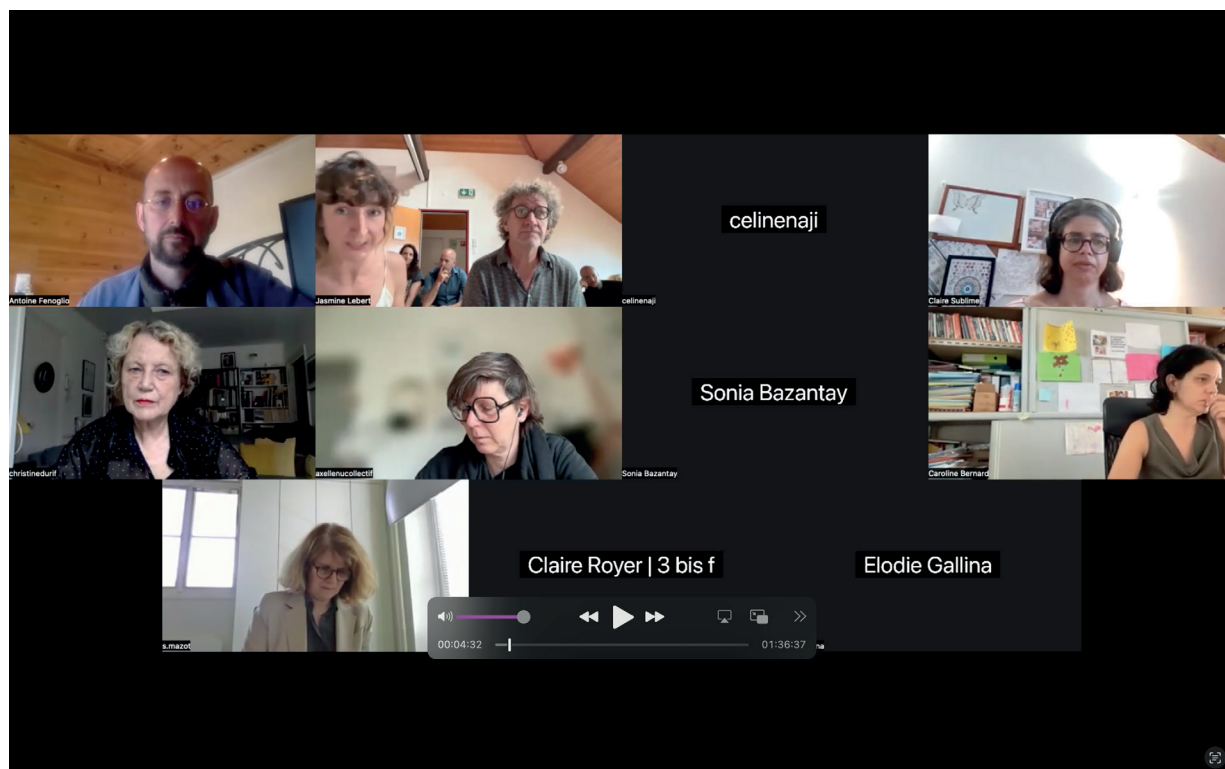 celinenaji
Antoine Fenoglio
Jasmine Lebert
celinenaji
Claire Sublime
Sonia Bazantay
christinedurif
axellenucollectif
Sonia Bazantay
Caroline Bernard
Claire Royer | 3 bis f
Elodie Gallina
s.mazot
00:04:32
01:36:37
na